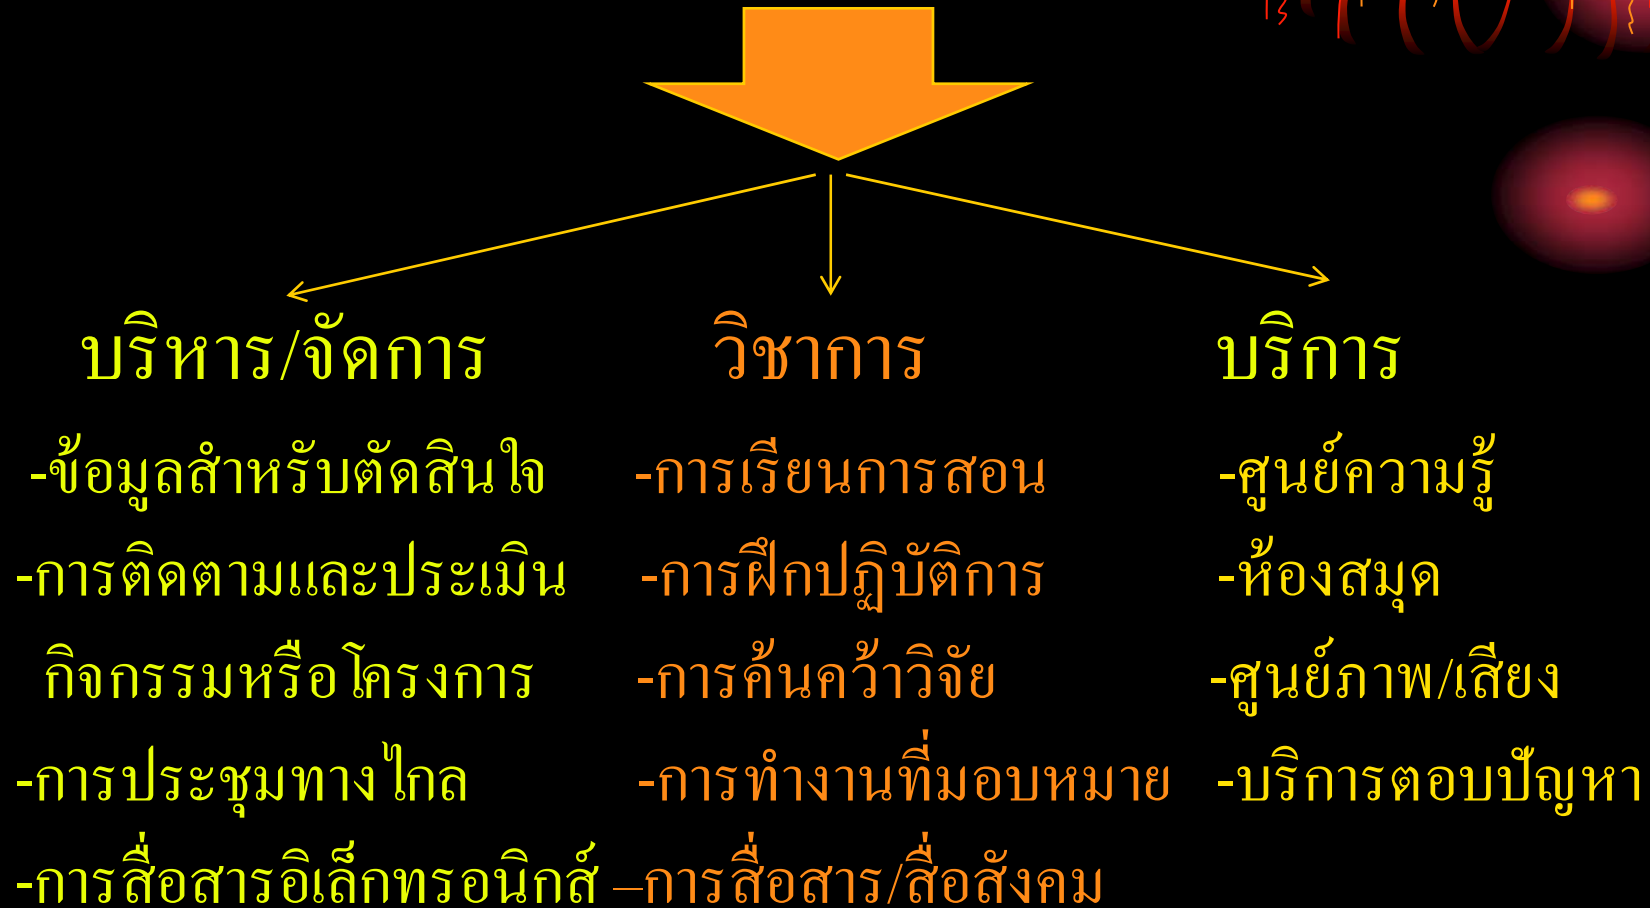 บริหาร/จัดการ วิชาการ บริการ
-ข้อมูลสำหรับตัดสินใจ -การเรียนการสอน -ศูนย์ความรู้
-การติดตามและประเมิน -การฝึกปฏิบัติการ -ห้องสมุด
กิจกรรมหรือโครงการ -การค้นคว้าวิจัย -ศูนย์ภาพ/เสียง
-การประชุมทางไกล -การทำงานที่มอบหมาย -บริการตอบปัญหา
-การสื่อสารอิเล็กทรอนิกส์ –การสื่อสาร/สื่อสังคม